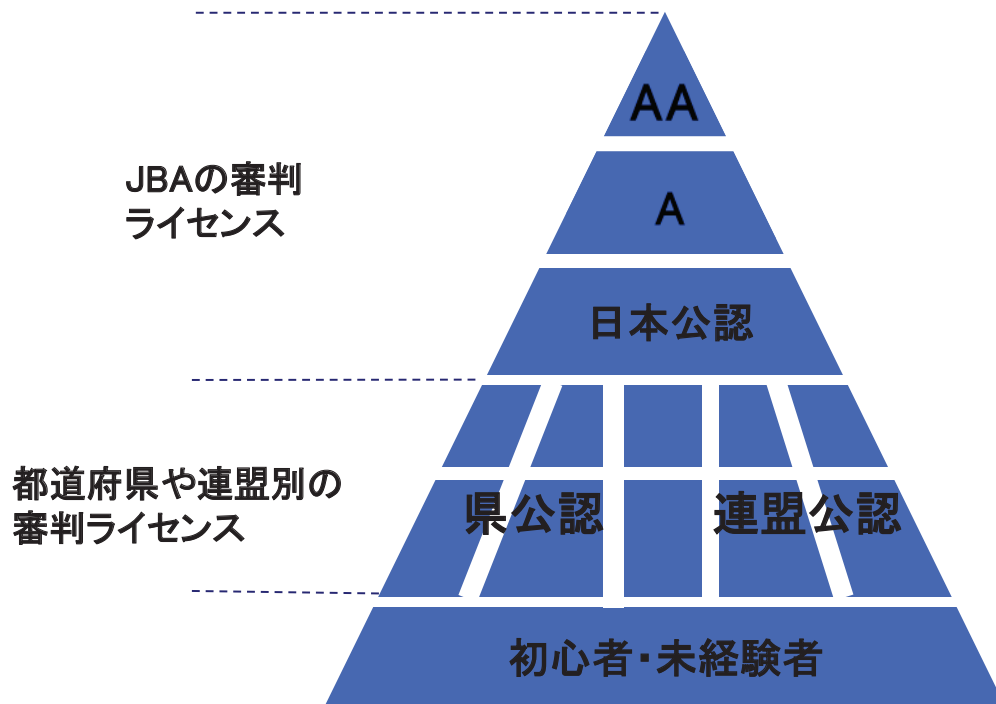 AA
JBAの審判
ライセンス
A
日本公認
都道府県や連盟別の
審判ライセンス
県公認
連盟公認
初心者・未経験者